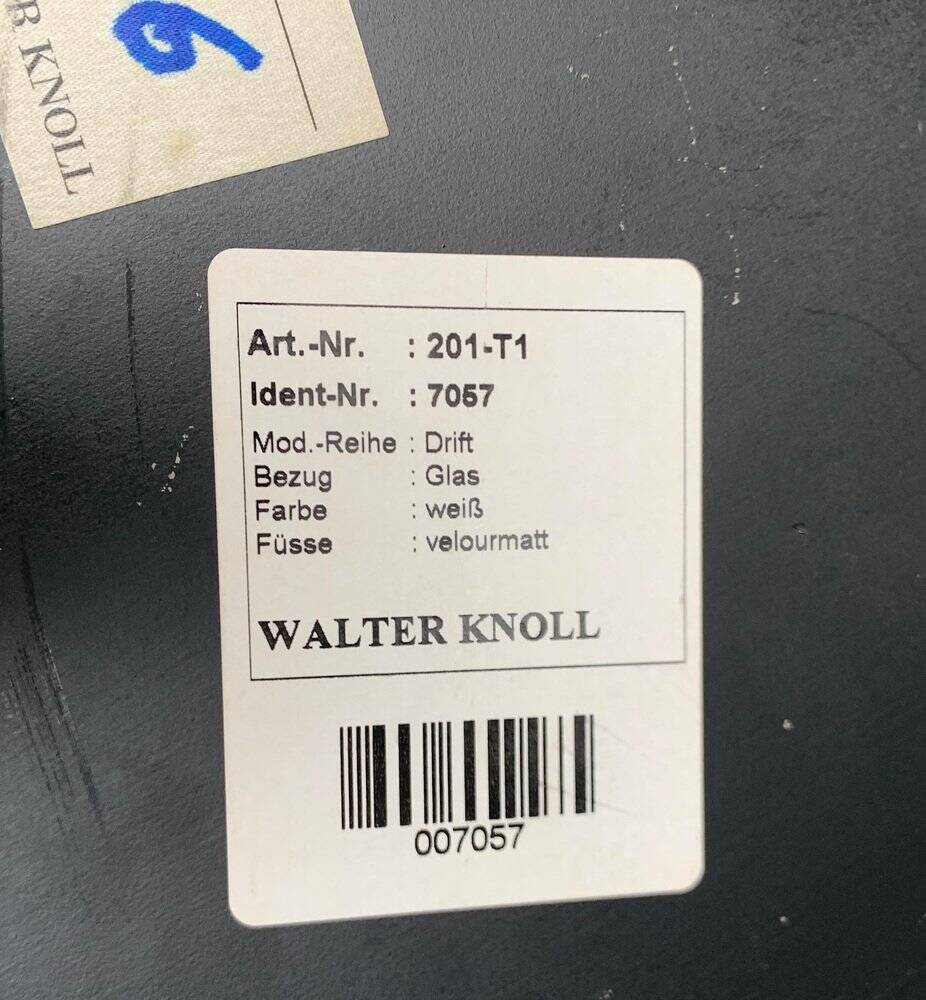 R KNOLL
6
Art.-Nr. : 201-T1
Ident-Nr. : 7057
Mod.-Reihe : Drift
Bezug : Glas
Farbe : weiß
Füsse : velourmatt
WALTER KNOLL
007057